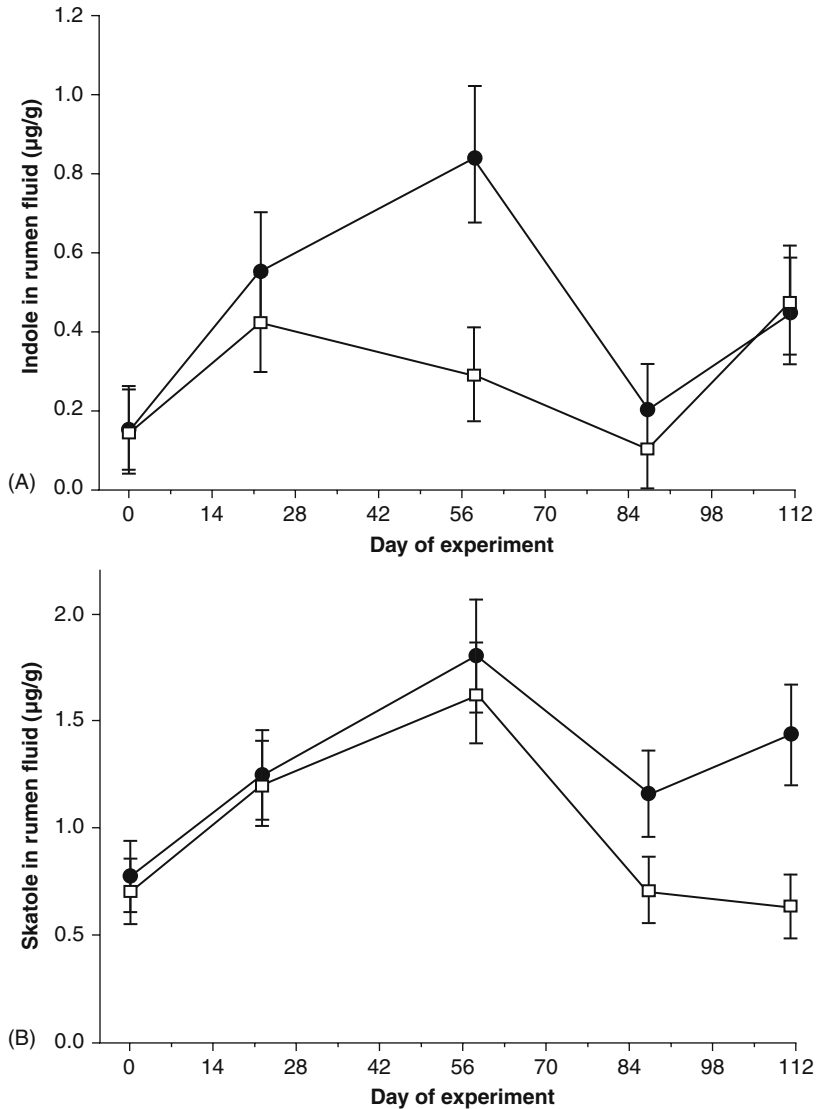 1.2
1.0
0.8
0.6
0.4
0.2
0.0
Indole in rumen fluid (µg/g)
(A)
0 14 28 42 56 70 84 98 112
Day of experiment
2.0
1.5
1.0
0.5
0.0
Skatole in rumen fluid (µg/g)
(B)
0 14 28 42 56 70 84 98 112
Day of experiment